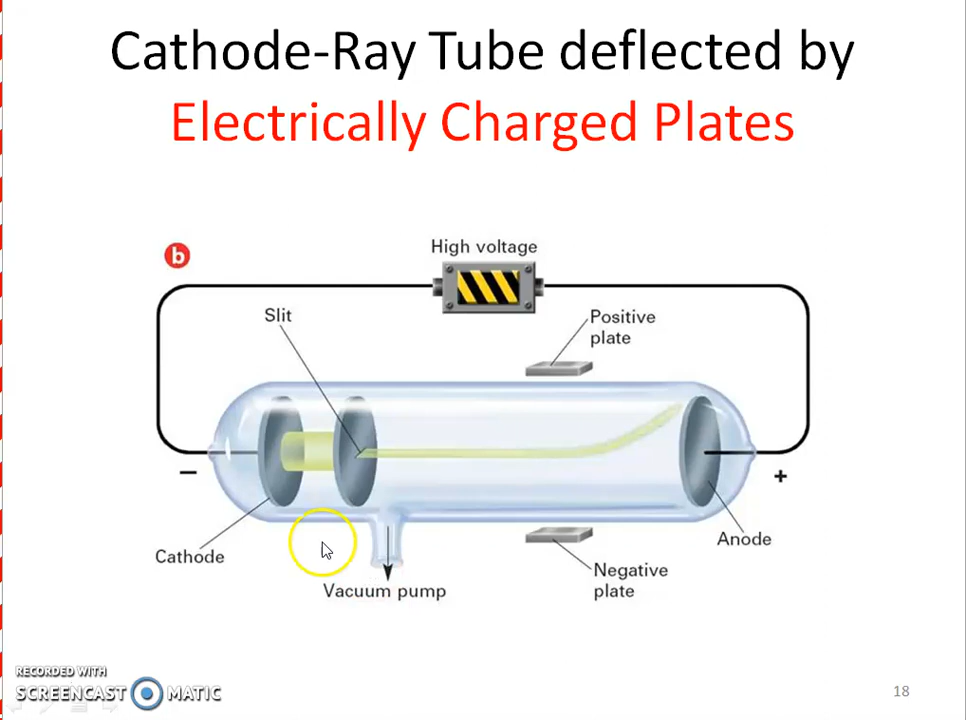 Cathode-Ray Tube deflected by
Electrically Charged Plates
b
High voltage
Slit
Positive
plate
−
+
Cathode
Anode
Negative
plate
Vacuum pump
RECORDED WITH
SCREENCAST MATIC
18